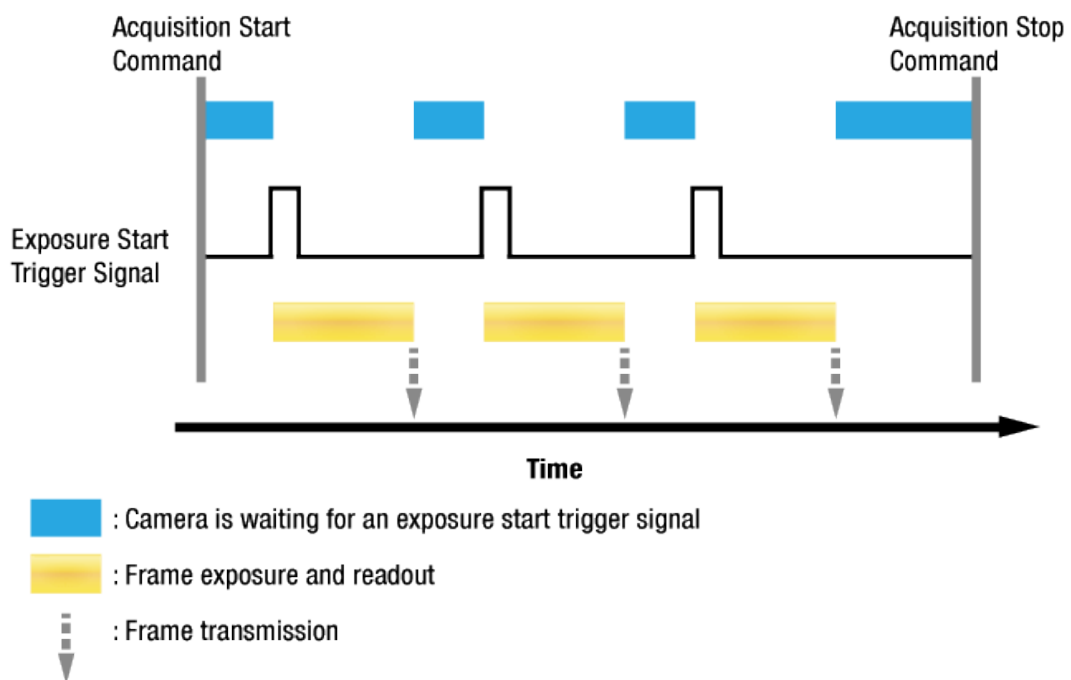 Acquisition Start
Command
Acquisition Stop
Command
Exposure Start
Trigger Signal
Time
: Camera is waiting for an exposure start trigger signal
: Frame exposure and readout
: Frame transmission